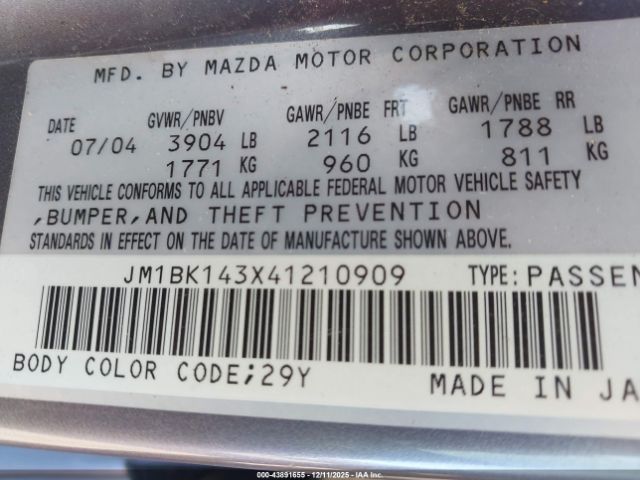 MFD. BY MAZDA MOTOR CORPORATION
DATE GVWR/PNBV GAWR/PNBE FRT GAWR/PNBE RR
07/04 3904 LB 2116 LB 1788 LB
1771 KG 960 KG 811 KG
THIS VEHICLE CONFORMS TO ALL APPLICABLE FEDERAL MOTOR VEHICLE SAFETY
,BUMPER,AND THEFT PREVENTION
STANDARDS IN EFFECT ON THE DATE OF MANUFACTURE SHOWN ABOVE.
JM1BK143X41210909 TYPE:PASSEN
BODY COLOR CODE;29Y MADE IN JA
000-43891655 • 12/11/2025 • COPYRIGHT © IAA, LLC.